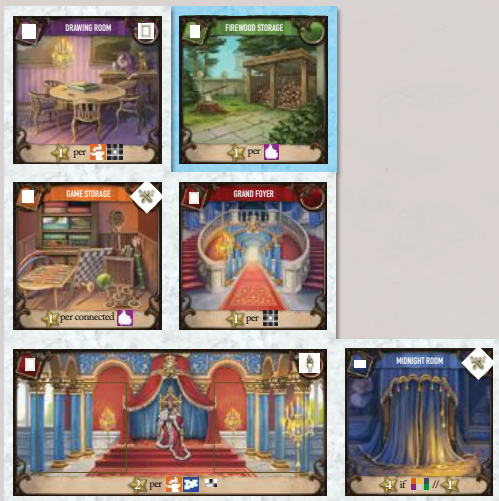 DRAWING ROOM
1 per
FIREWOOD STORAGE
1 per
GAME STORAGE
1 per connected
GRAND FOYER
1 per
2 per
MIDNIGHT ROOM
4 if // 1